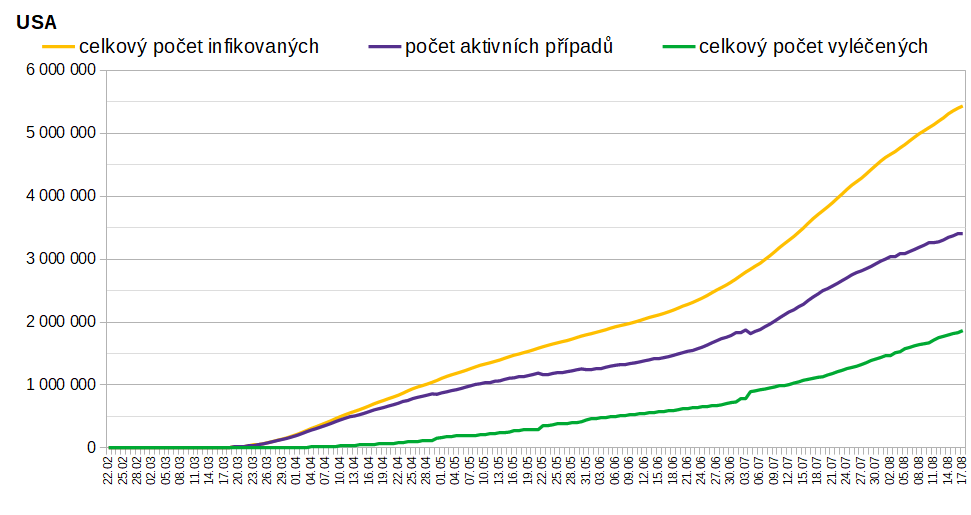 USA
celkový počet infikovaných počet aktivních případů celkový počet vyléčených
6 000 000
5 000 000
4 000 000
3 000 000
2 000 000
1 000 000
0
22.02 25.02 28.02 02.03 05.03 08.03 11.03 14.03 17.03 20.03 23.03 26.03 29.03 01.04 04.04 07.04 10.04 13.04 16.04 19.04 22.04 25.04 28.04 01.05 04.05 07.05 10.05 13.05 16.05 19.05 22.05 25.05 28.05 31.05 03.06 06.06 09.06 12.06 15.06 18.06 21.06 24.06 27.06 30.06 03.07 06.07 09.07 12.07 15.07 18.07 21.07 24.07 27.07 30.07 02.08 05.08 08.08 11.08 14.08 17.08